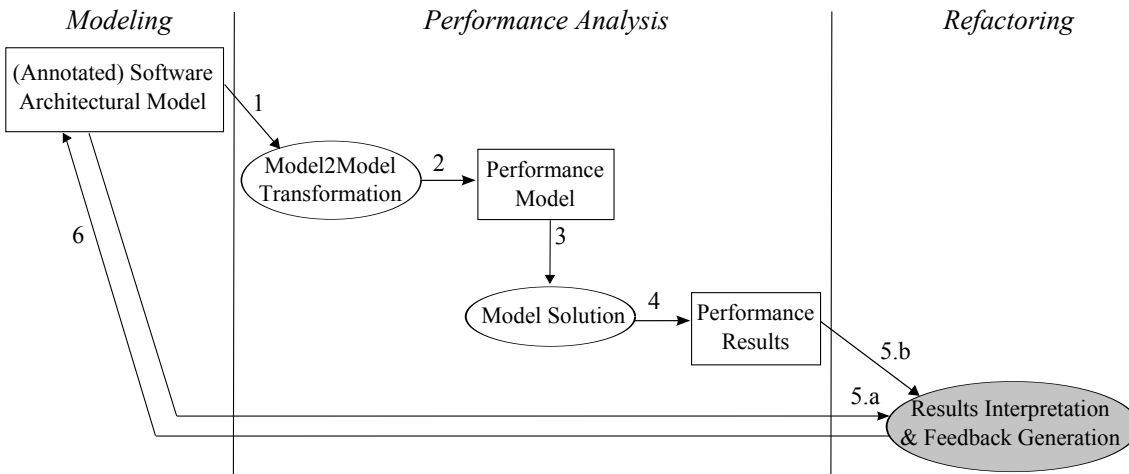 Modeling
Performance Analysis
Refactoring
(Annotated) Software
Architectural Model
1
Model2Model
Transformation
2
Performance
Model
6
3
Model Solution
4
Performance
Results
5.b
5.a
Results Interpretation
& Feedback Generation